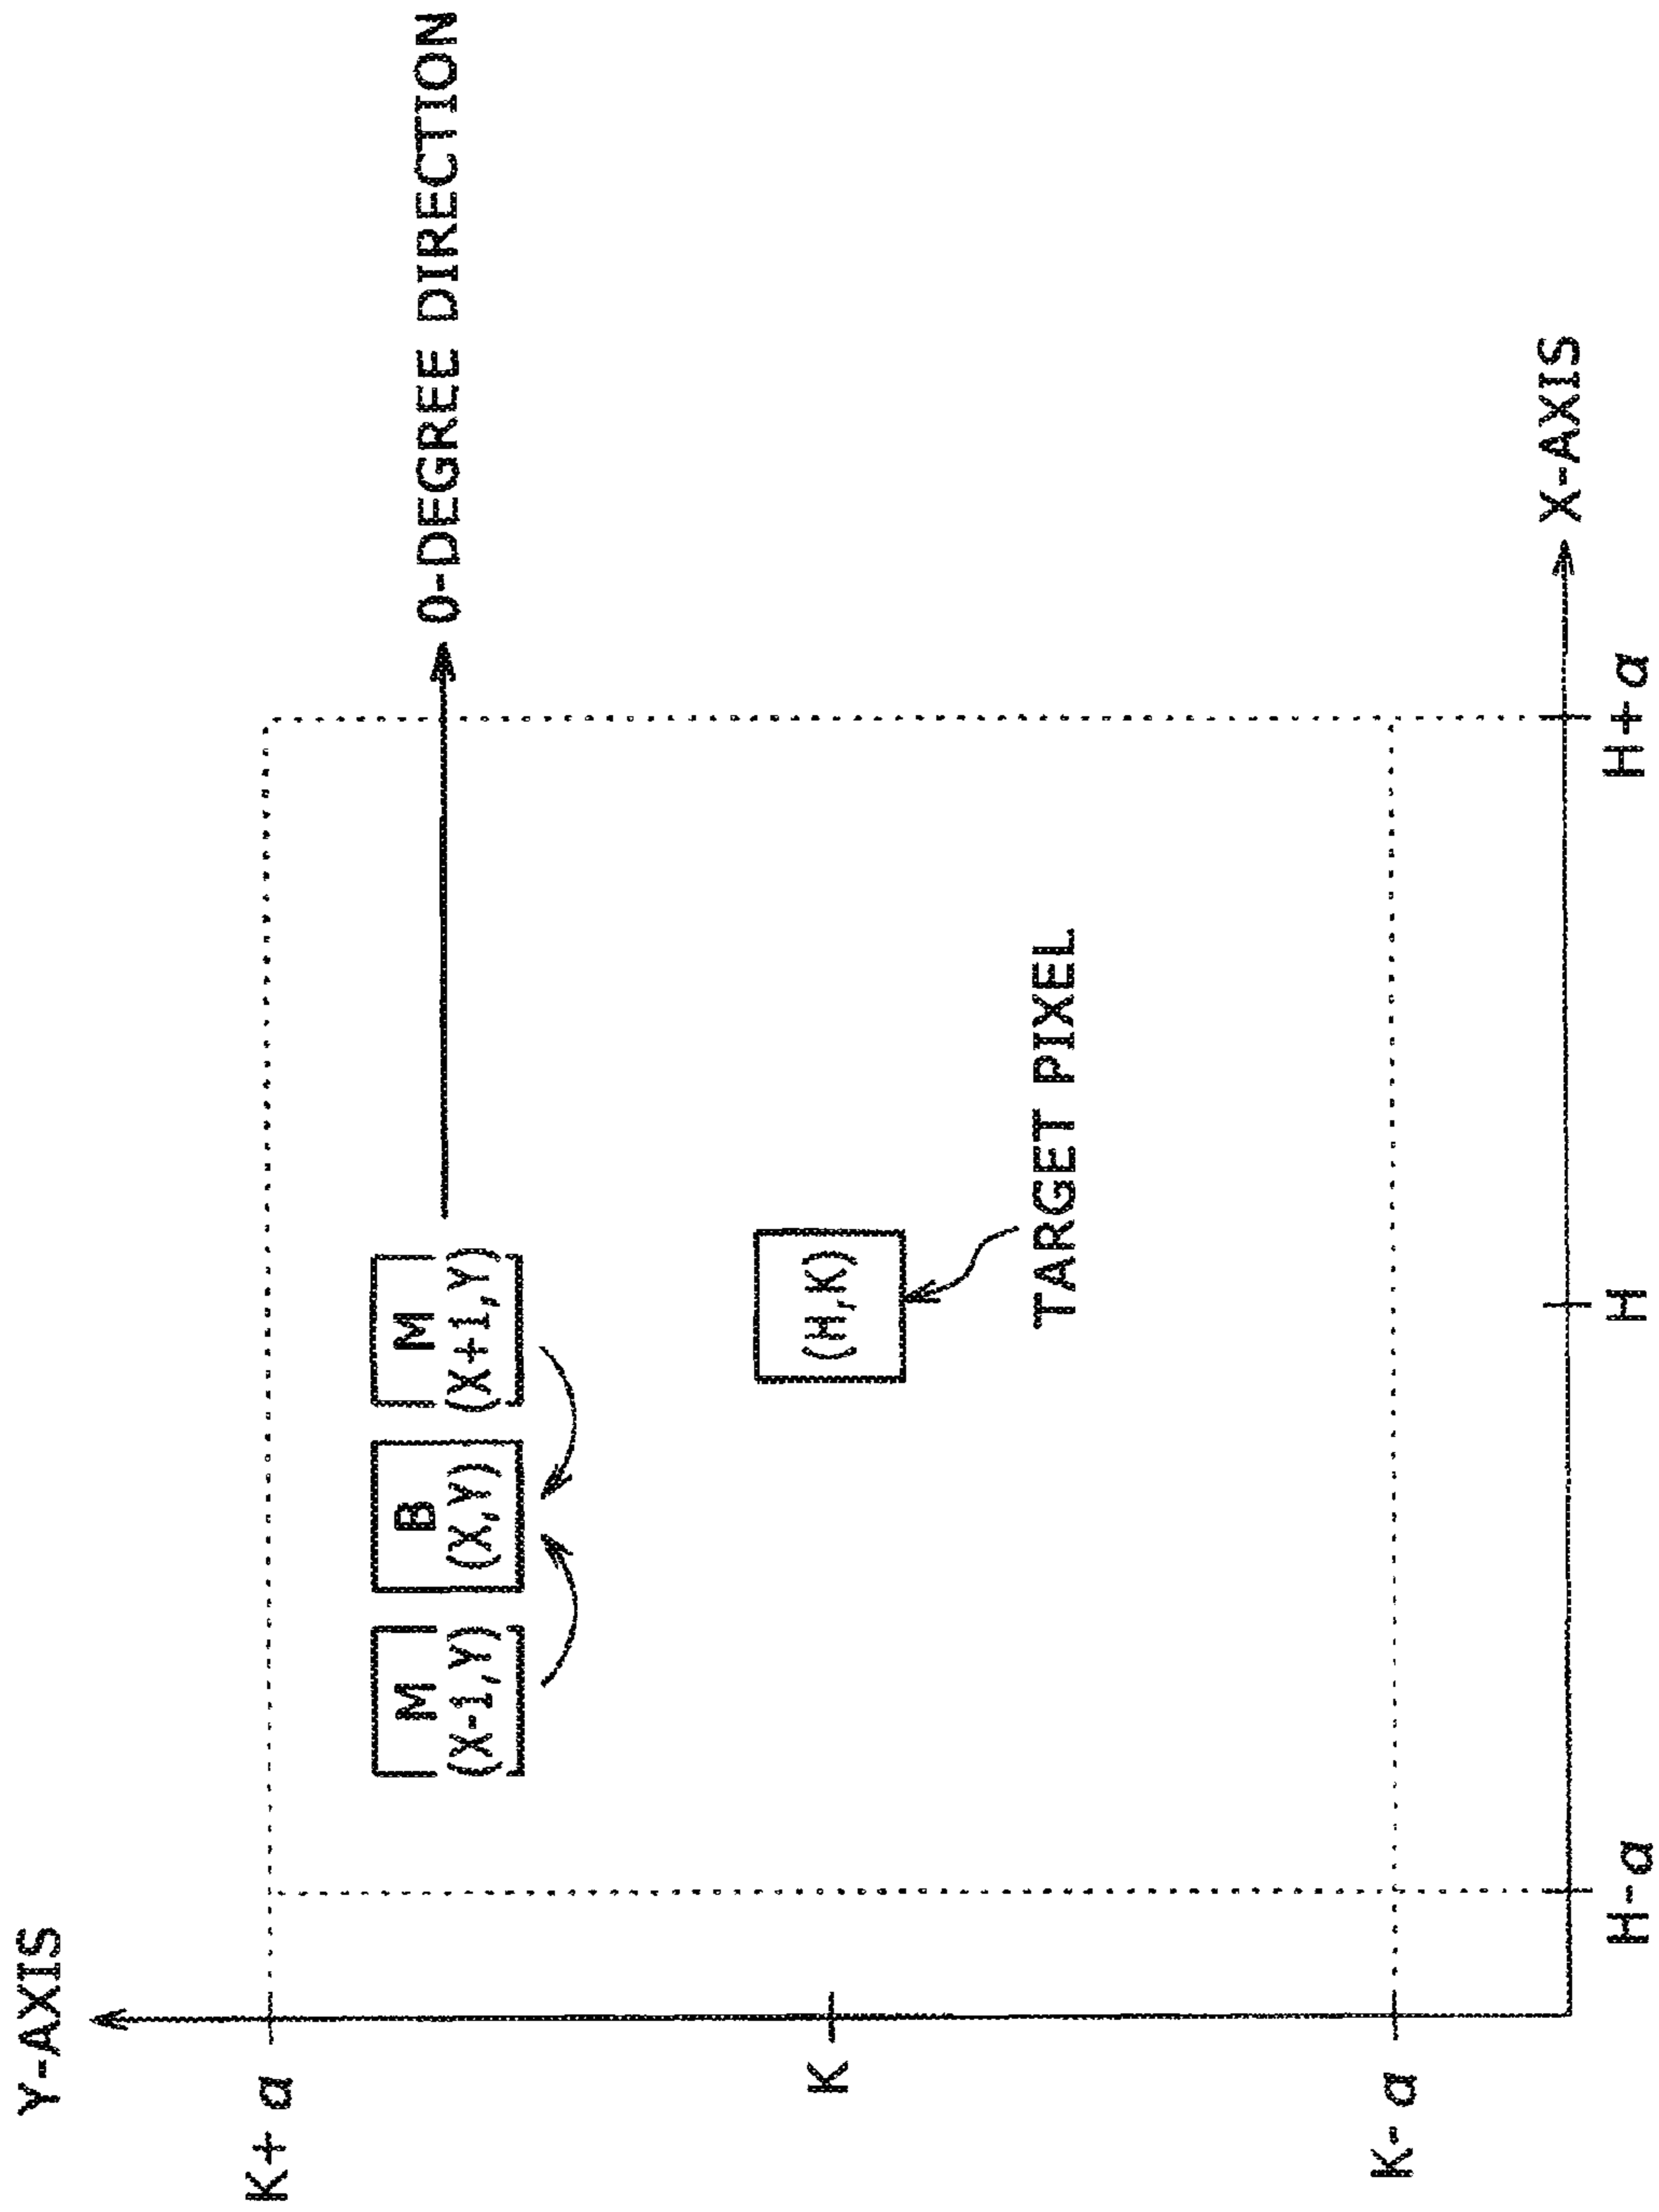 Y-AXIS
K+α
M B M
(X-1,Y) (X,Y) (X+1,Y)
0-DEGREE DIRECTION
K
(H,K)
TARGET PIXEL
K-α
X-AXIS
H-α H H+α